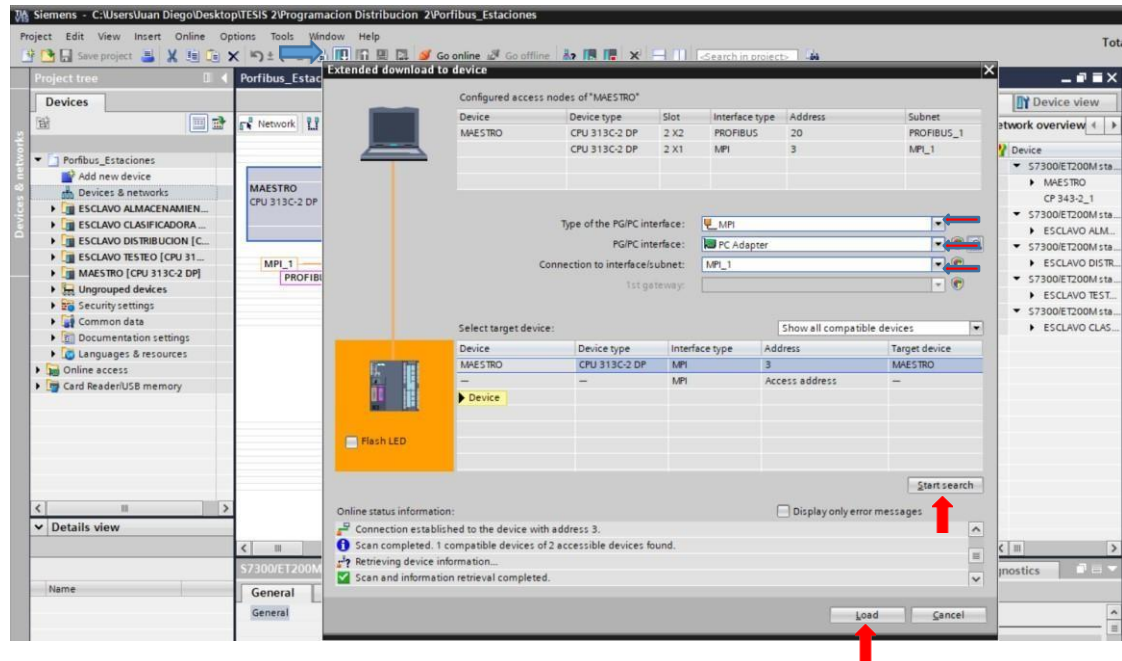 Siemens - C:\Users\Juan Diego\Desktop\TESIS 2\Programacion Distribucion 2\Porfibus_Estaciones
Project Edit View Insert Online Options Tools Window Help
Save project Go online Go offline <Search in project>
Tot
Project tree
Devices
Porfibus_Estaciones
Add new device
Devices & networks
ESCLAVO ALMACENAMIEN...
ESCLAVO CLASIFICADORA ...
ESCLAVO DISTRIBUCION [C...
ESCLAVO TESTEO [CPU 31...
MAESTRO [CPU 313C-2 DP]
Ungrouped devices
Security settings
Common data
Documentation settings
Languages & resources
Online access
Card Reader/USB memory
Devices & networks
Details view
Name
Porfibus_Estac
Network
MAESTRO
CPU 313C-2 DP
MPI_1
PROFIB
S7300/ET200M
General
General
Extended download to device
Configured access nodes of "MAESTRO"
Device Device type Slot Interface type Address Subnet
MAESTRO CPU 313C-2 DP 2 X2 PROFIBUS 20 PROFIBUS_1
CPU 313C-2 DP 2 X1 MPI 3 MPI_1
Type of the PG/PC interface: MPI
PG/PC interface: PC Adapter
Connection to interface/subnet: MPI_1
1st gateway:
Select target device: Show all compatible devices
Device Device type Interface type Address Target device
MAESTRO CPU 313C-2 DP MPI 3 MAESTRO
— — MPI Access address —
Device
Flash LED
Start search
Online status information: Display only error messages
Connection established to the device with address 3.
Scan completed. 1 compatible devices of 2 accessible devices found.
Retrieving device information...
Scan and information retrieval completed.
Load Cancel
Device view
etwork overview
Device
S7300/ET200M sta...
MAESTRO
CP 343-2_1
S7300/ET200M sta...
ESCLAVO ALM...
S7300/ET200M sta...
ESCLAVO DISTR...
S7300/ET200M sta...
ESCLAVO TEST...
S7300/ET200M sta...
ESCLAVO CLAS...
gnostics